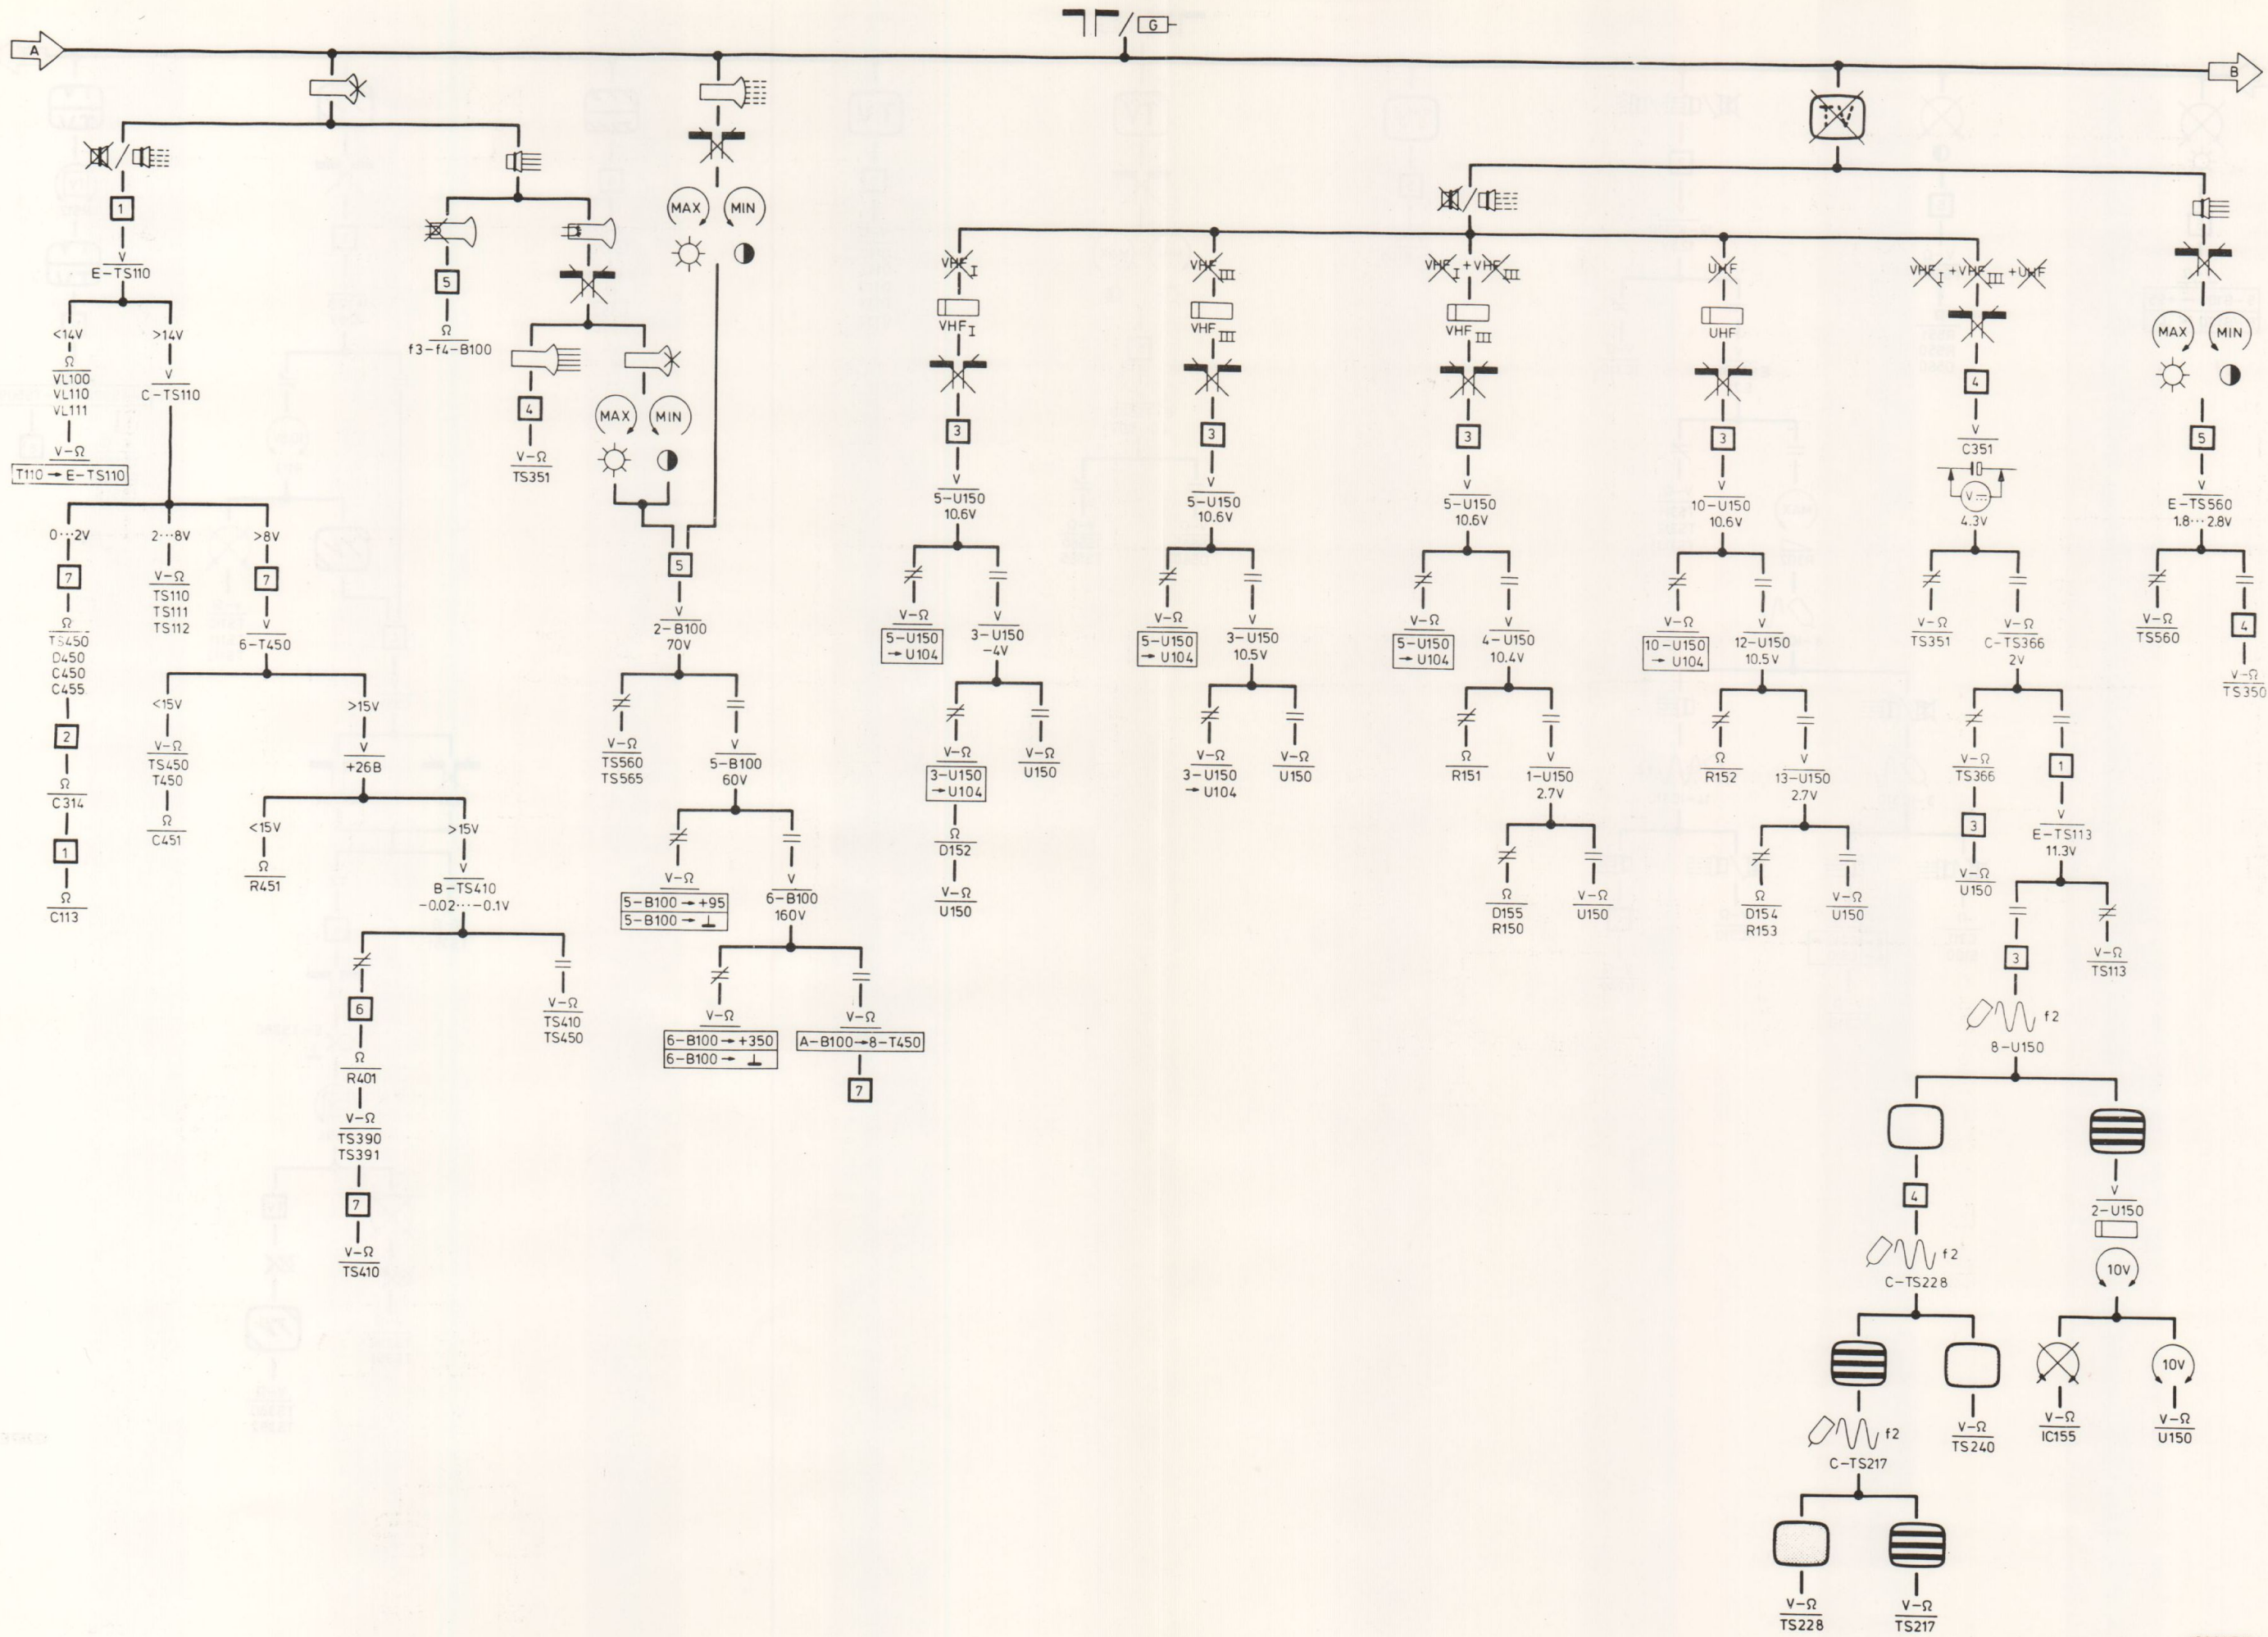 A
G
B
1
V
E-TS110
<14V
Ω
VL100
VL110
VL111
V-Ω
T110 → E-TS110
>14V
V
C-TS110
0...2V
7
Ω
TS450
D450
C450
C455
2
Ω
C314
1
Ω
C113
2...8V
V-Ω
TS110
TS111
TS112
>8V
7
V
6-T450
<15V
V-Ω
TS450
T450
Ω
C451
>15V
V
+26B
<15V
Ω
R451
>15V
V
B-TS410
-0.02...-0.1V
6
Ω
R401
V-Ω
TS390
TS391
7
V-Ω
TS410
V-Ω
TS410
TS450
5
Ω
f3-f4-B100
4
V-Ω
TS351
MAX
MIN
MAX
MIN
5
V
2-B100
70V
V-Ω
TS560
TS565
V
5-B100
60V
V-Ω
5-B100 → +95
5-B100 → ⊥
V
6-B100
160V
V-Ω
6-B100 → +350
6-B100 → ⊥
V-Ω
A-B100→8-T450
7
TV
VHF I
VHF I
3
V
5-U150
10.6V
V-Ω
5-U150
→ U104
V
3-U150
-4V
V-Ω
3-U150
→ U104
Ω
D152
V-Ω
U150
V-Ω
U150
VHF III
VHF III
3
V
5-U150
10.6V
V-Ω
5-U150
→ U104
V
3-U150
10.5V
V-Ω
3-U150
→ U104
V-Ω
U150
VHF I + VHF III
VHF III
3
V
5-U150
10.6V
V-Ω
5-U150
→ U104
V
4-U150
10.4V
Ω
R151
V
1-U150
2.7V
Ω
D155
R150
V-Ω
U150
UHF
UHF
3
V
10-U150
10.6V
V-Ω
10-U150
→ U104
V
12-U150
10.5V
Ω
R152
V
13-U150
2.7V
Ω
D154
R153
V-Ω
U150
VHF I + VHF III + UHF
4
V
C351
V
4.3V
V-Ω
TS351
V-Ω
C-TS366
2V
V-Ω
TS366
3
V-Ω
U150
1
V
E-TS113
11.3V
3
f2
8-U150
V-Ω
TS113
4
f2
C-TS228
f2
C-TS217
V-Ω
TS228
V-Ω
TS217
V-Ω
TS240
V
2-U150
10V
V-Ω
IC155
10V
V-Ω
U150
MAX
MIN
5
V
E-TS560
1.8...2.8V
V-Ω
TS560
4
V-Ω
TS350